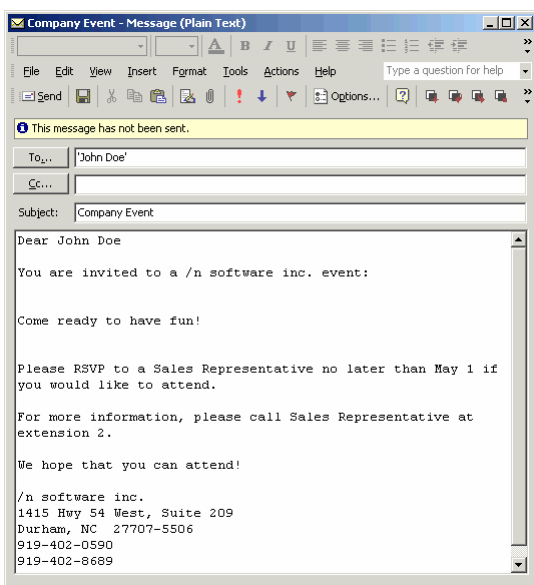 Company Event - Message (Plain Text)
A B I U
File Edit View Insert Format Tools Actions Help Type a question for help
Send ! Options... ?
This message has not been sent.
To... 'John Doe'
Cc...
Subject: Company Event
Dear John Doe
You are invited to a /n software inc. event:
Come ready to have fun!
Please RSVP to a Sales Representative no later than May 1 if
you would like to attend.
For more information, please call Sales Representative at
extension 2.
We hope that you can attend!
/n software inc.
1415 Hwy 54 West, Suite 209
Durham, NC  27707-5506
919-402-0590
919-402-8689